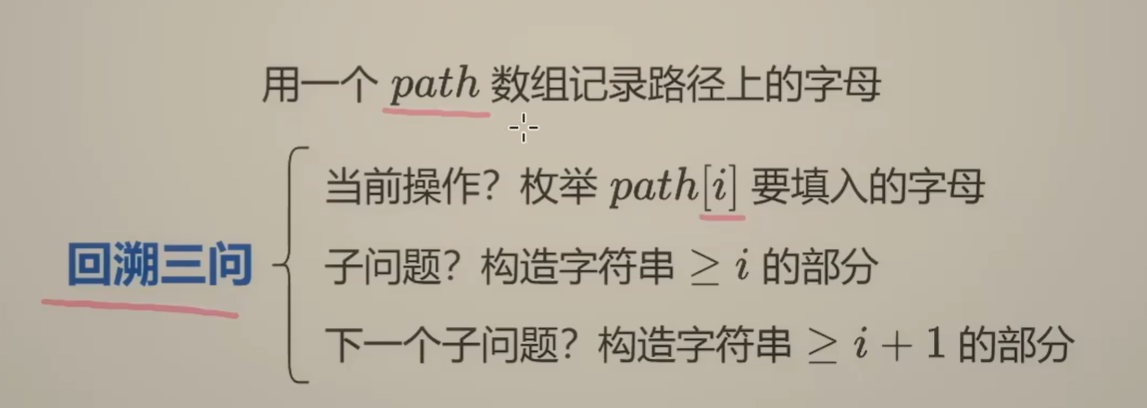 用一个 path 数组记录路径上的字母
当前操作？枚举 path[i] 要填入的字母
回溯三问
子问题？构造字符串 ≥ i 的部分
下一个子问题？构造字符串 ≥ i + 1 的部分